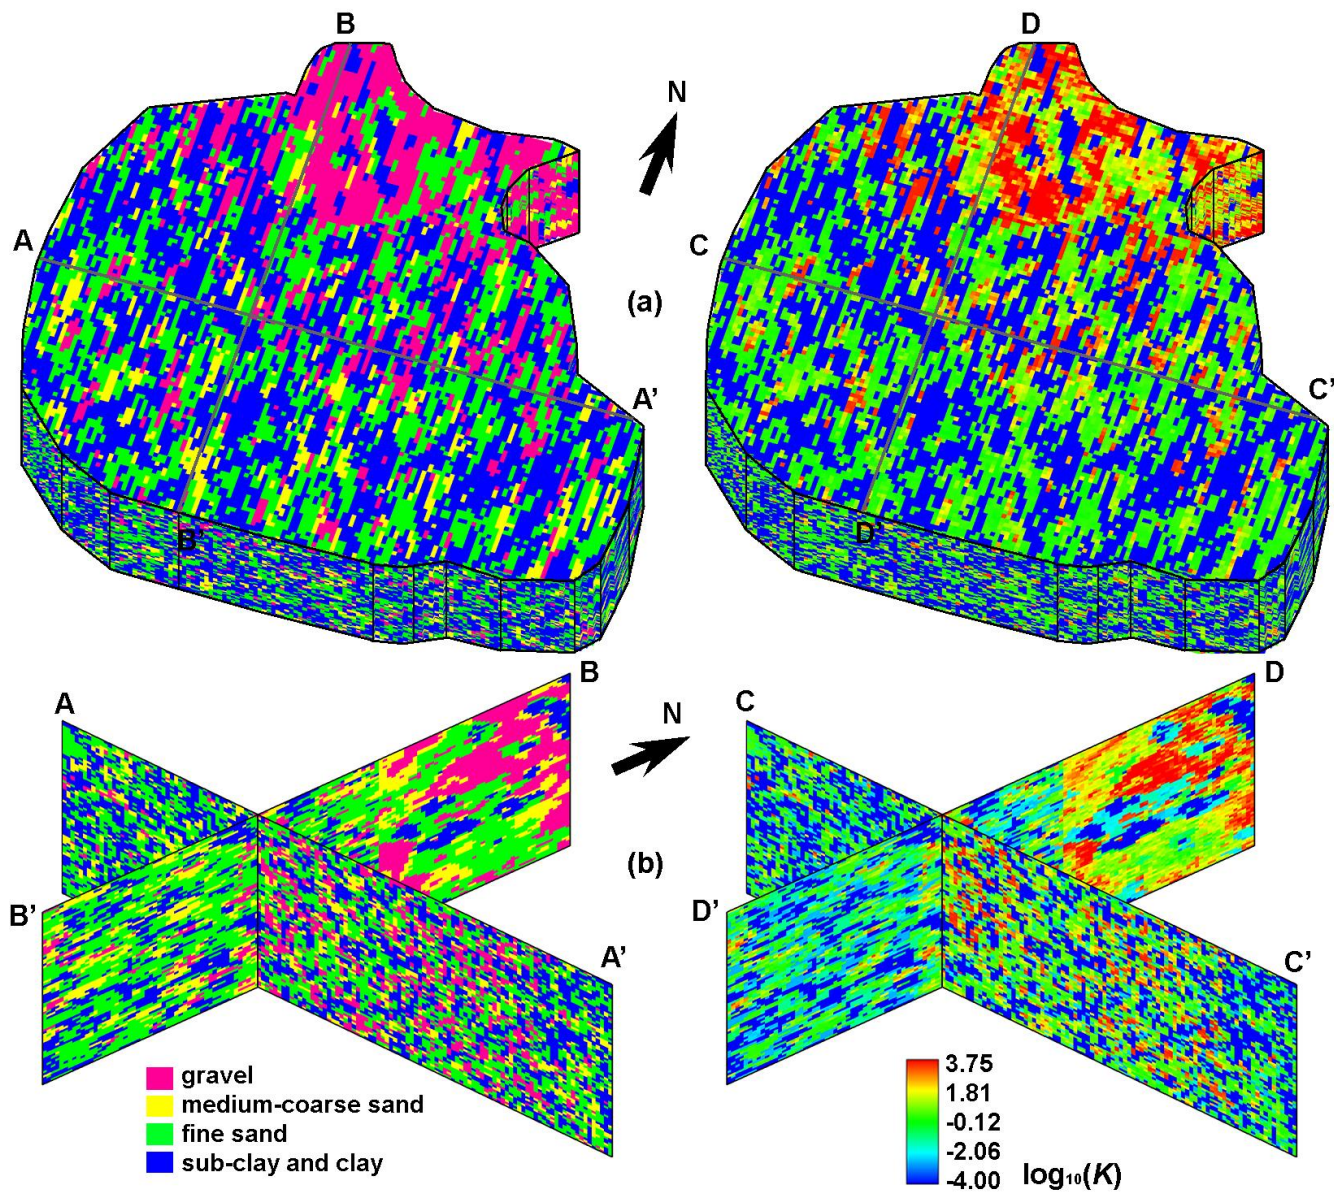 B
D
N
A
C
(a)
A'
C'
B'
D'
B
D
A
C
N
(b)
B'
D'
A'
C'
gravel
medium-coarse sand
fine sand
sub-clay and clay
3.75
1.81
-0.12
-2.06
-4.00
log₁₀(K)